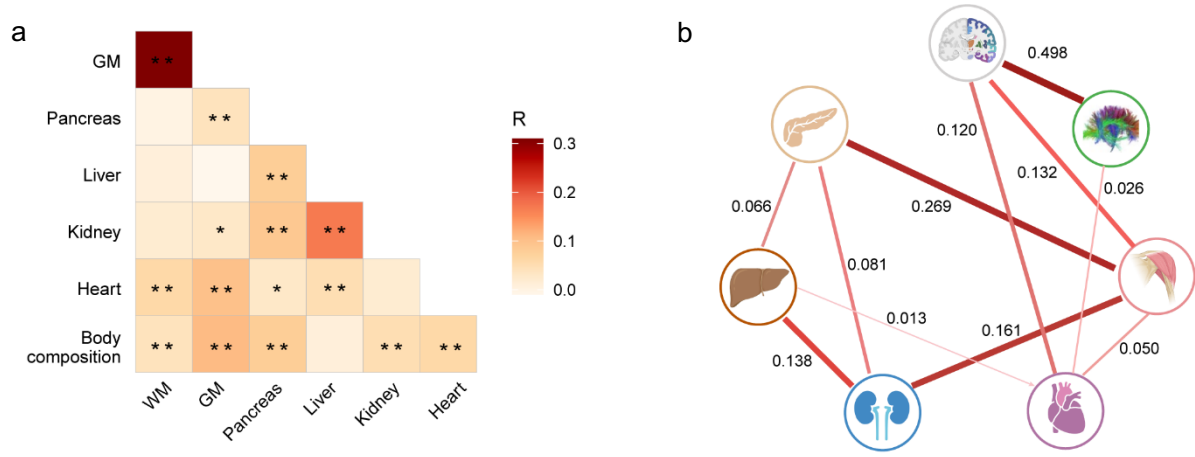 a
GM
* *
Pancreas
* *
R
0.3
Liver
* *
0.2
Kidney
*
* *
* *
0.1
Heart
* *
* *
*
* *
0.0
Body
composition
* *
* *
* *
* *
* *
WM
GM
Pancreas
Liver
Kidney
Heart
b
0.498
0.120
0.132
0.026
0.066
0.269
0.081
0.013
0.161
0.050
0.138